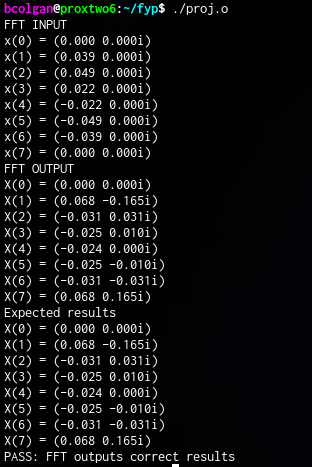 bcolgan@proxtwo6:~/fyp$ ./proj.o
FFT INPUT
x(0) = (0.000 0.000i)
x(1) = (0.039 0.000i)
x(2) = (0.049 0.000i)
x(3) = (0.022 0.000i)
x(4) = (-0.022 0.000i)
x(5) = (-0.049 0.000i)
x(6) = (-0.039 0.000i)
x(7) = (0.000 0.000i)
FFT OUTPUT
X(0) = (0.000 0.000i)
X(1) = (0.068 -0.165i)
X(2) = (-0.031 0.031i)
X(3) = (-0.025 0.010i)
X(4) = (-0.024 0.000i)
X(5) = (-0.025 -0.010i)
X(6) = (-0.031 -0.031i)
X(7) = (0.068 0.165i)
Expected results
X(0) = (0.000 0.000i)
X(1) = (0.068 -0.165i)
X(2) = (-0.031 0.031i)
X(3) = (-0.025 0.010i)
X(4) = (-0.024 0.000i)
X(5) = (-0.025 -0.010i)
X(6) = (-0.031 -0.031i)
X(7) = (0.068 0.165i)
PASS: FFT outputs correct results